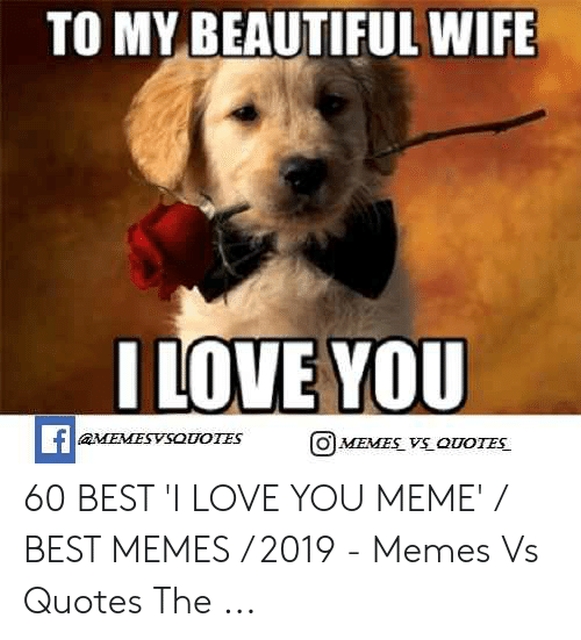 TO MY BEAUTIFUL WIFE
I LOVE YOU
f @MEMESVSQUOTES MEMES_VS_QUOTES_
60 BEST 'I LOVE YOU MEME' /
BEST MEMES / 2019 - Memes Vs
Quotes The ...